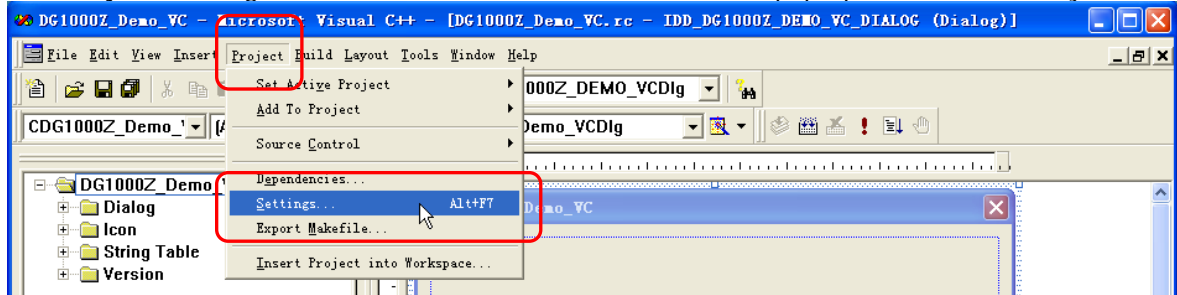 DG1000Z_Demo_VC - Microsoft Visual C++ - [DG1000Z_Demo_VC.rc - IDD_DG1000Z_DEMO_VC_DIALOG (Dialog)]
File Edit View Insert Project Build Layout Tools Window Help
Set Active Project
000Z_DEMO_VCDlg
Add To Project
CDG1000Z_Demo_
Demo_VCDlg
Source Control
Dependencies...
DG1000Z_Demo_
Settings... Alt+F7
Demo_VC
Dialog
Export Makefile...
Icon
String Table
Insert Project into Workspace...
Version